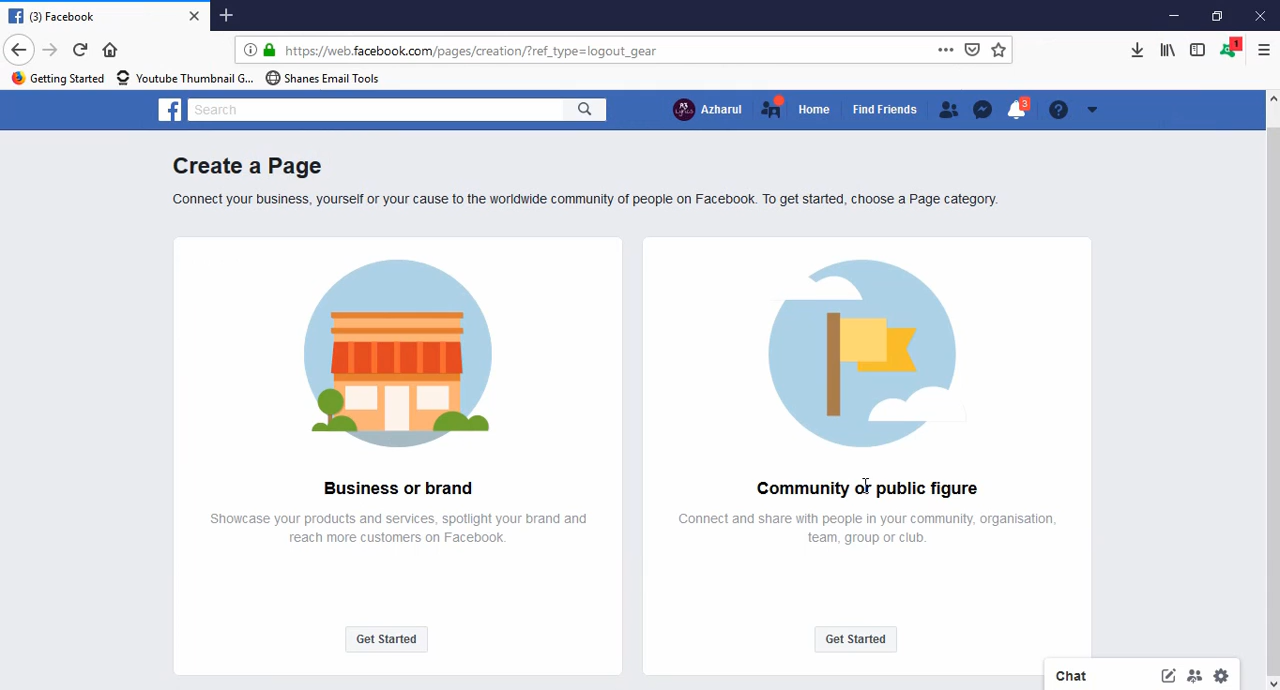 (3) Facebook
https://web.facebook.com/pages/creation/?ref_type=logout_gear
Getting Started
Youtube Thumbnail G...
Shanes Email Tools
1
Search
Azharul
Home
Find Friends
3
Create a Page
Connect your business, yourself or your cause to the worldwide community of people on Facebook. To get started, choose a Page category.
Business or brand
Showcase your products and services, spotlight your brand and
reach more customers on Facebook.
Get Started
Community or public figure
Connect and share with people in your community, organisation,
team, group or club.
Get Started
Chat